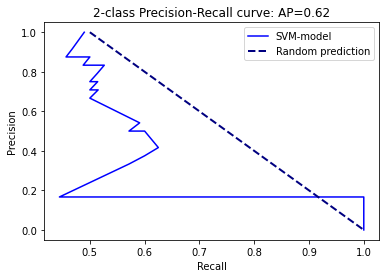 2-class Precision-Recall curve: AP=0.62
SVM-model
Random prediction
Precision
1.0
0.8
0.6
0.4
0.2
0.0
0.5 0.6 0.7 0.8 0.9 1.0
Recall